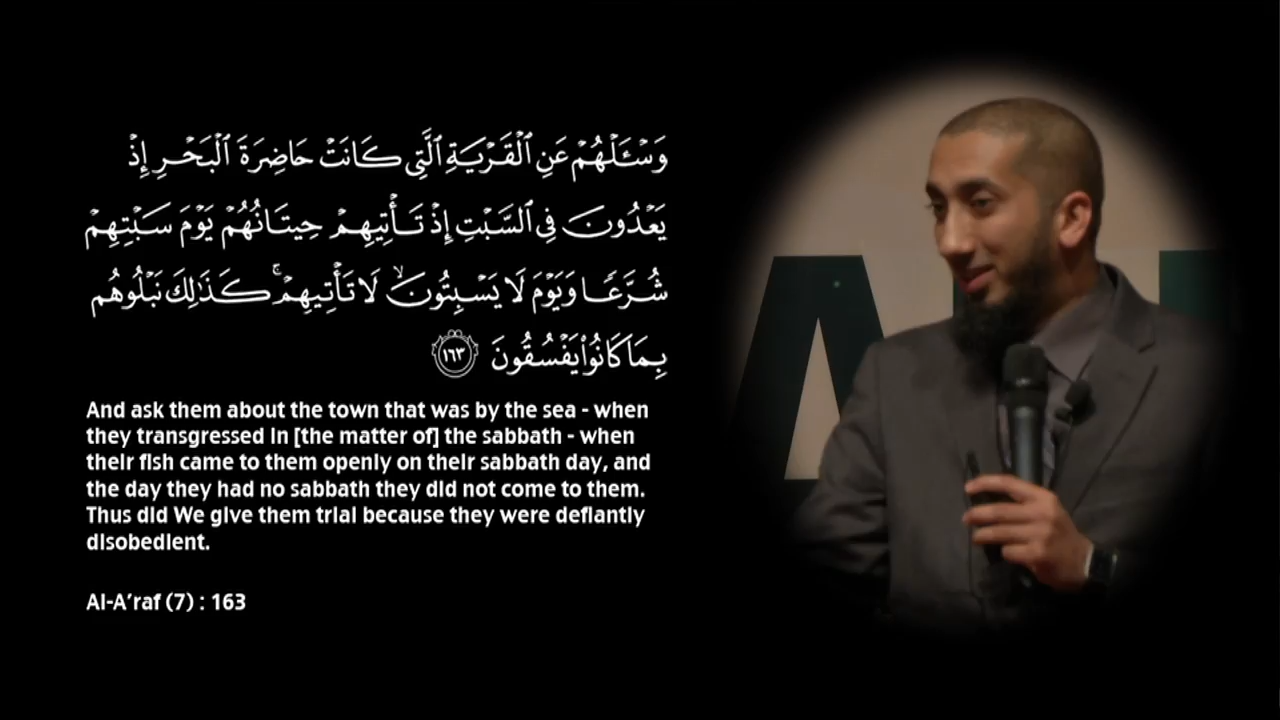 وَسْـَٔلْهُمْ عَنِ ٱلْقَرْيَةِ ٱلَّتِى كَانَتْ حَاضِرَةَ ٱلْبَحْرِ إِذْ
يَعْدُونَ فِى ٱلسَّبْتِ إِذْ تَأْتِيهِمْ حِيتَانُهُمْ يَوْمَ سَبْتِهِمْ
شُرَّعًا وَيَوْمَ لَا يَسْبِتُونَ ۙ لَا تَأْتِيهِمْ ۚ كَذَٰلِكَ نَبْلُوهُم
بِمَا كَانُوا۟ يَفْسُقُونَ ١٦٣
And ask them about the town that was by the sea - when
they transgressed in [the matter of] the sabbath - when
their fish came to them openly on their sabbath day, and
the day they had no sabbath they did not come to them.
Thus did We give them trial because they were defiantly
disobedient.
Al-A’raf (7) : 163